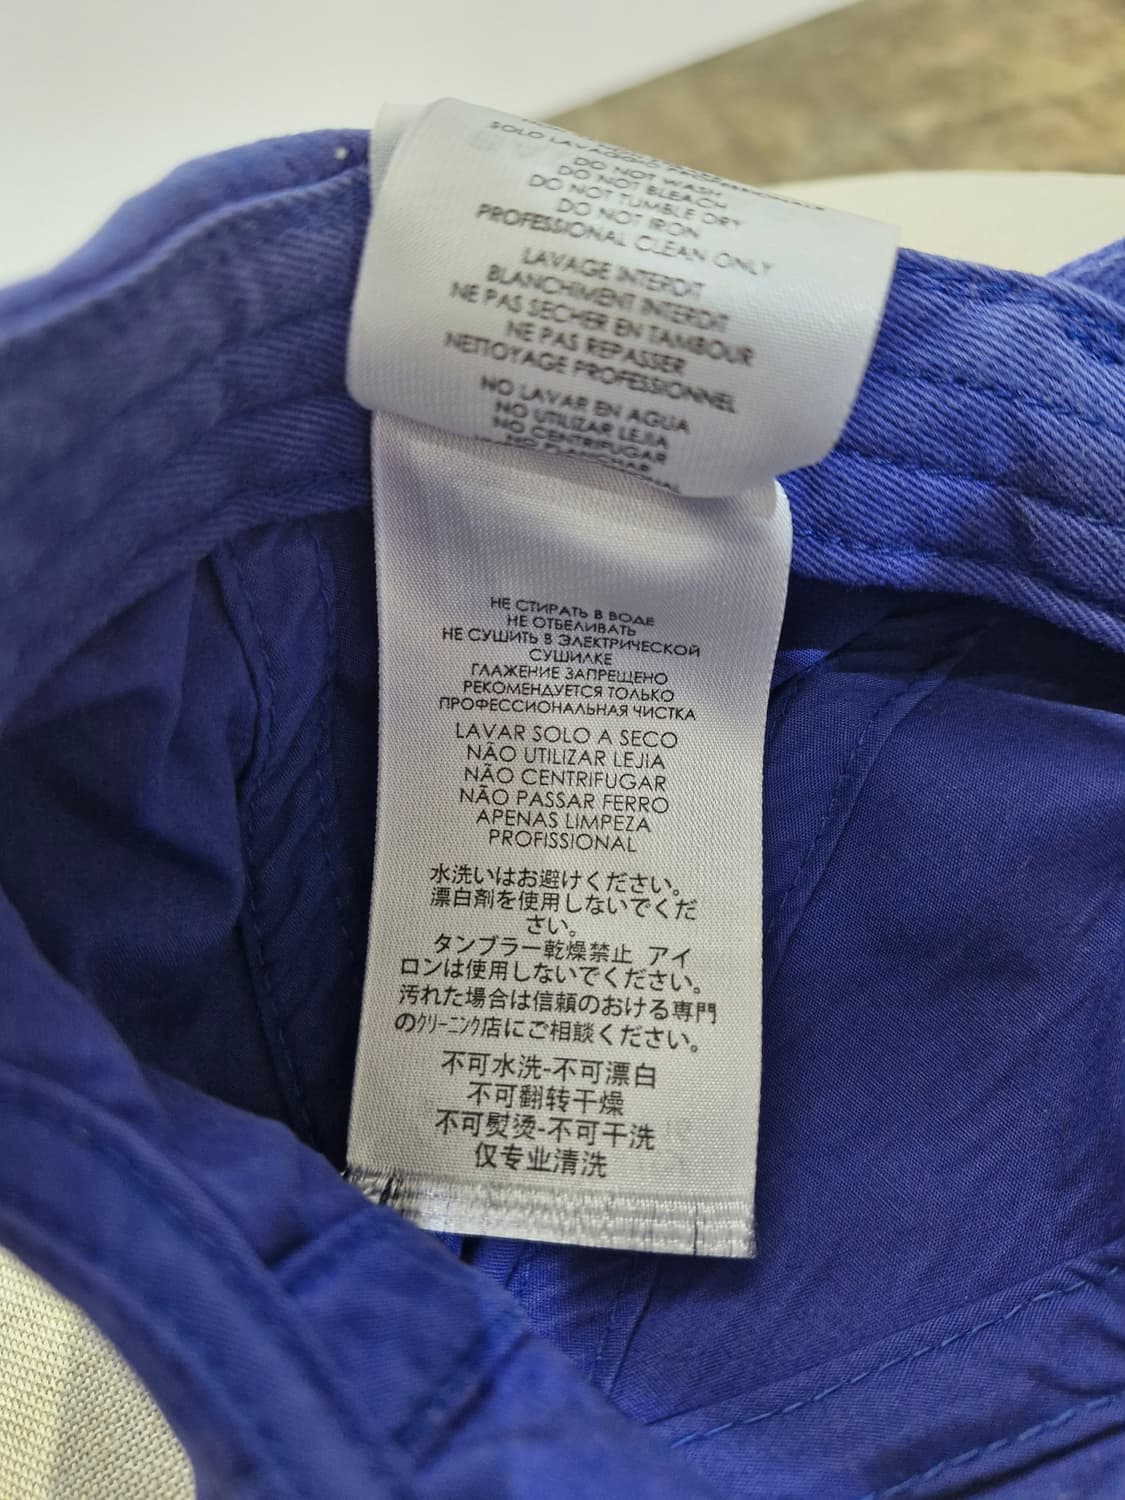 SOLO LAVAGGIO
DO NOT WASH
DO NOT BLEACH
DO NOT TUMBLE DRY
DO NOT IRON
PROFESSIONAL CLEAN ONLY
LAVAGE INTERDIT
BLANCHIMENT INTERDIT
NE PAS SECHER EN TAMBOUR
NE PAS REPASSER
NETTOYAGE PROFESSIONNEL
NO LAVAR EN AGUA
NO UTILIZAR LEJIA
NO CENTRIFUGAR
NO PLANCHAR
НЕ СТИРАТЬ В ВОДЕ
НЕ ОТБЕЛИВАТЬ
НЕ СУШИТЬ В ЭЛЕКТРИЧЕСКОЙ
СУШИЛКЕ
ГЛАЖЕНИЕ ЗАПРЕЩЕНО
РЕКОМЕНДУЕТСЯ ТОЛЬКО
ПРОФЕССИОНАЛЬНАЯ ЧИСТКА
LAVAR SOLO A SECO
NÃO UTILIZAR LEJIA
NÃO CENTRIFUGAR
NÃO PASSAR FERRO
APENAS LIMPEZA
PROFISSIONAL
水洗いはお避けください。
漂白剤を使用しないでくだ
さい。
タンブラー乾燥禁止 アイ
ロンは使用しないでください。
汚れた場合は信頼のおける専門
のｸﾘｰﾆﾝｸﾞ店にご相談ください。
不可水洗-不可漂白
不可翻转干燥
不可熨烫-不可干洗
仅专业清洗